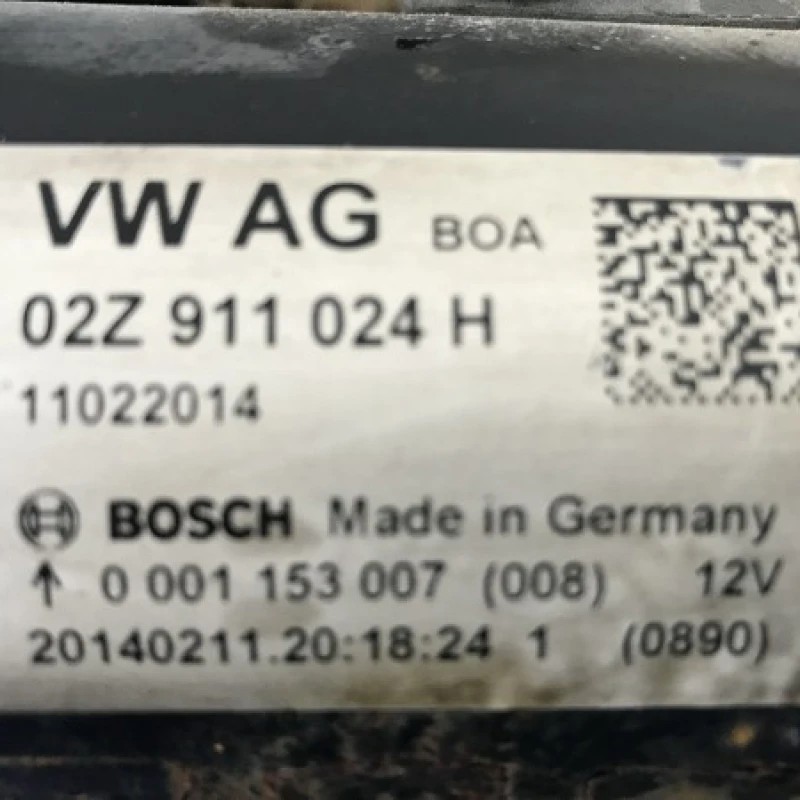 VW AG BOA
02Z 911 024 H
11022014
BOSCH Made in Germany
↑ 0 001 153 007 (008) 12V
20140211.20:18:24 1 (0890)